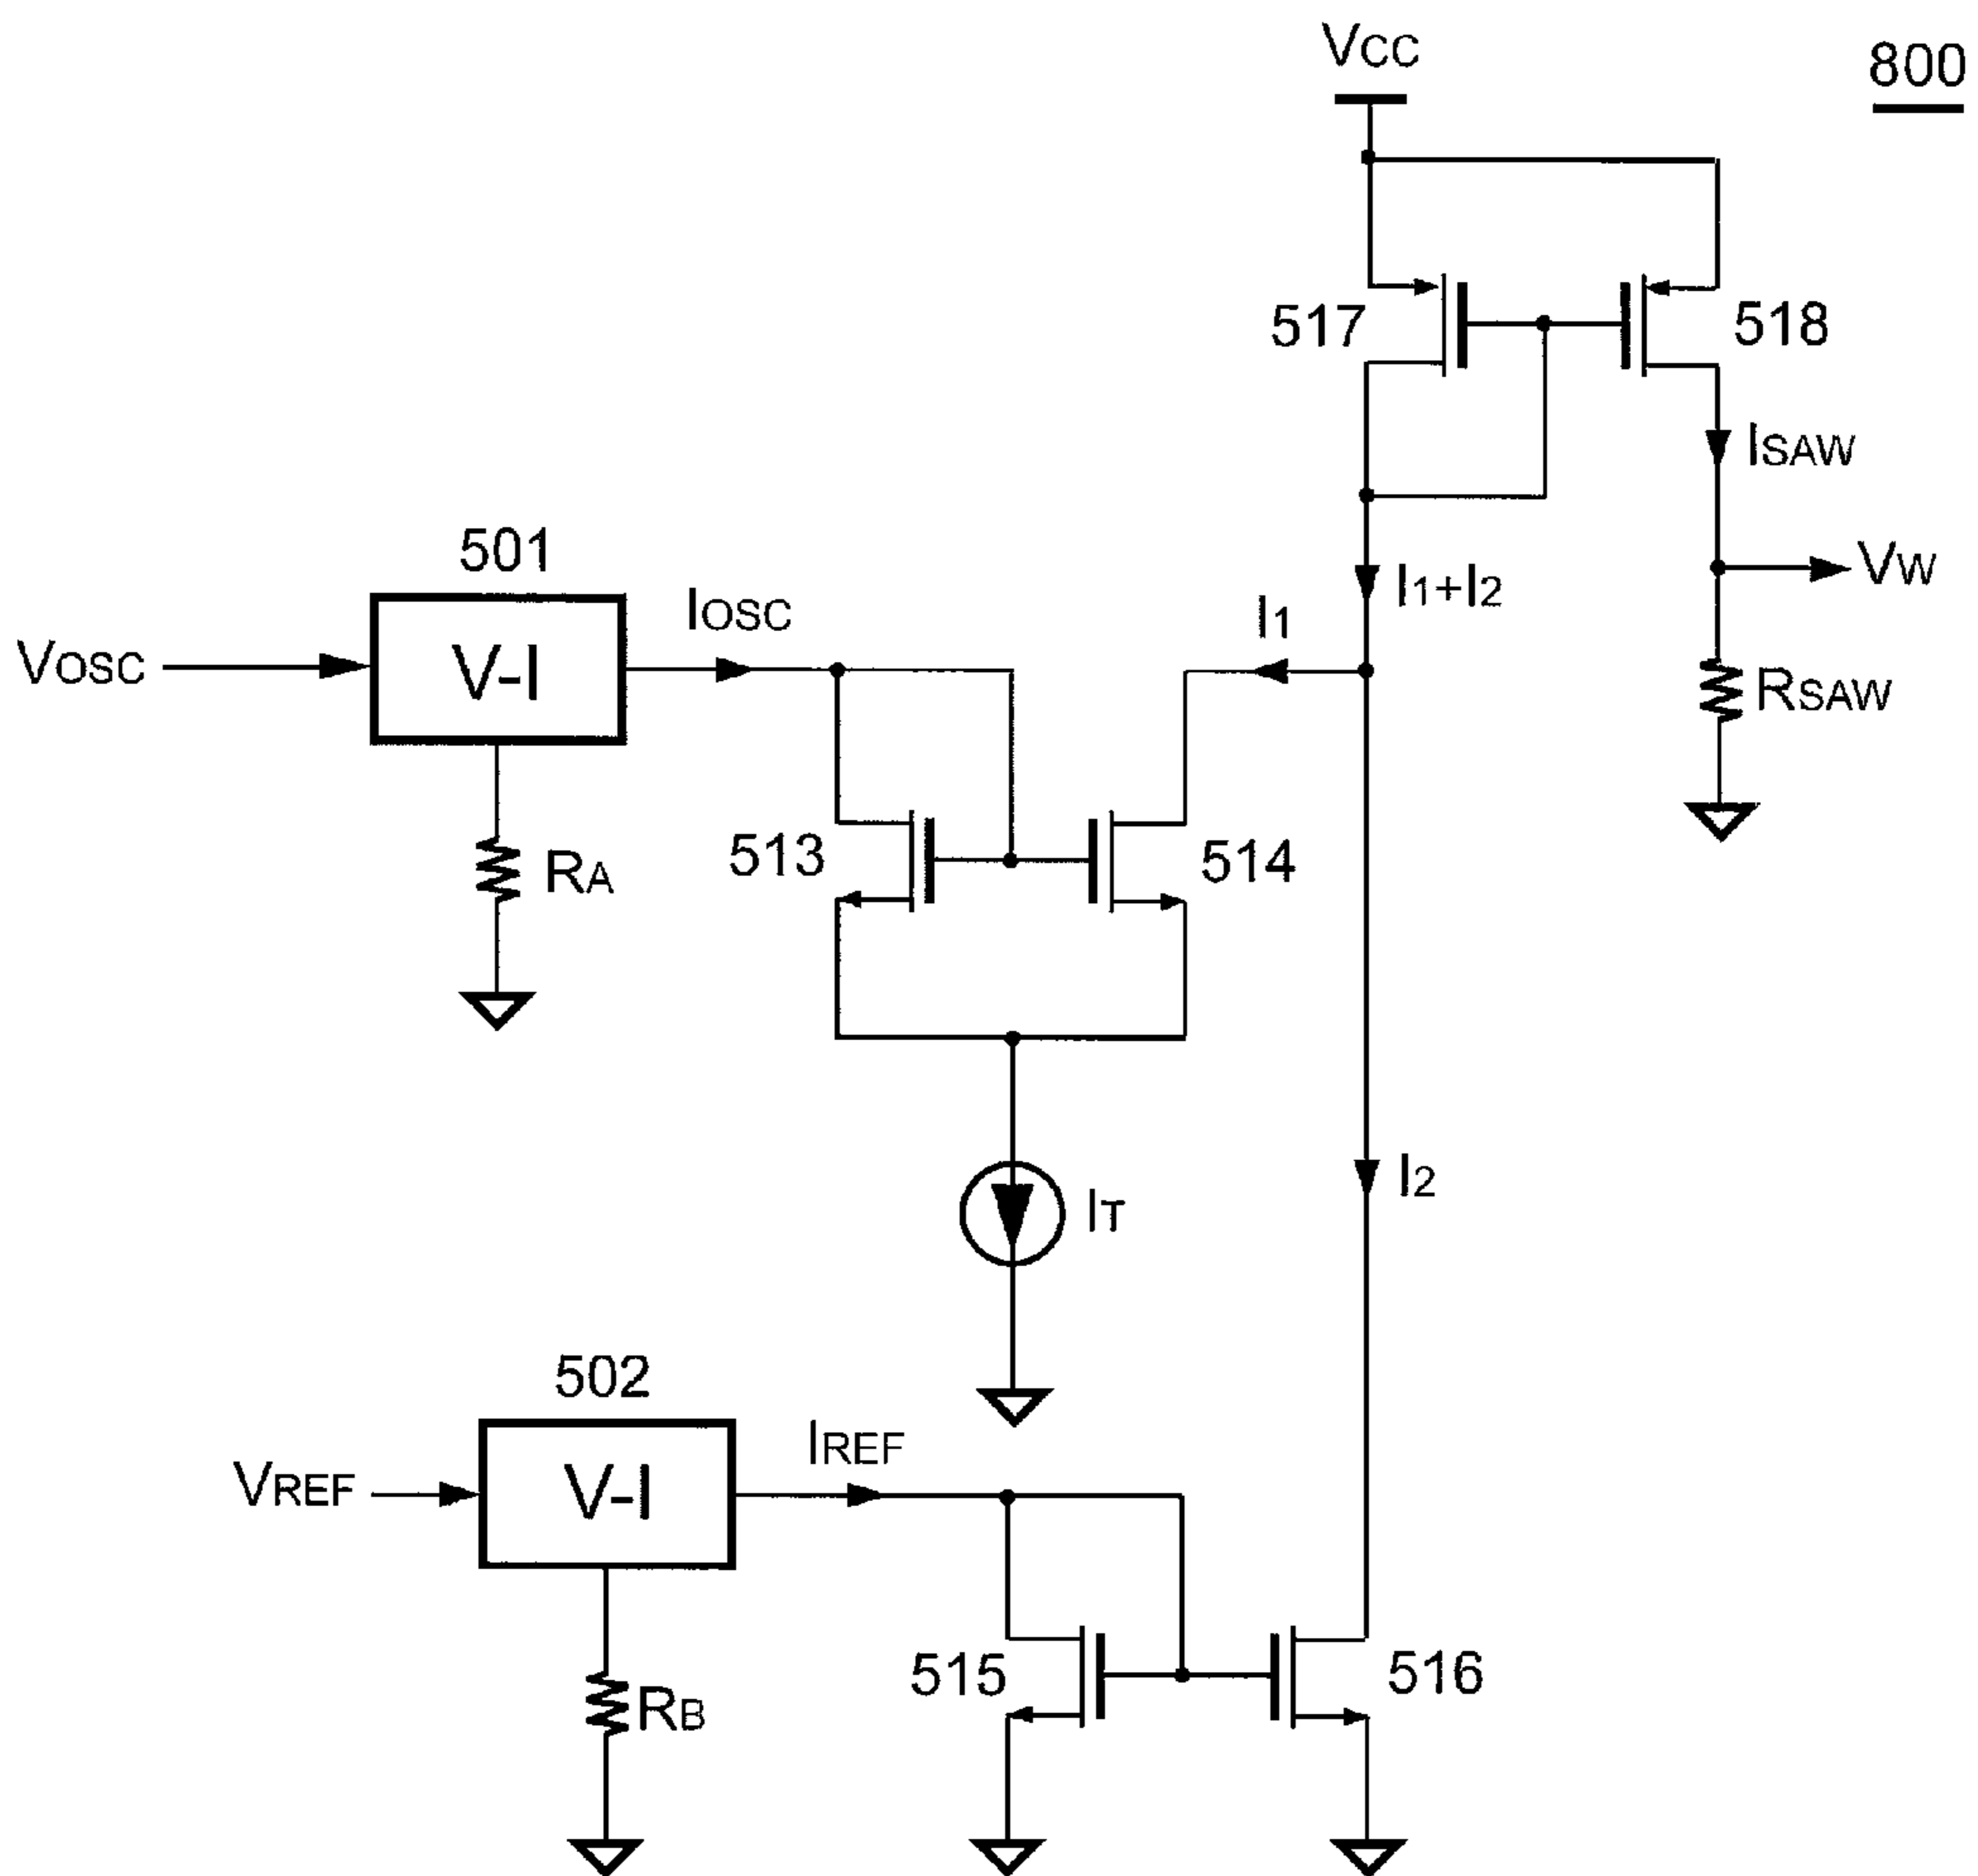 VCC
800
517
518
ISAW
501
IOSC
I1
I1+I2
VW
VOSC
V-I
RSAW
513
514
RA
IT
I2
502
IREF
VREF
V-I
515
516
RB